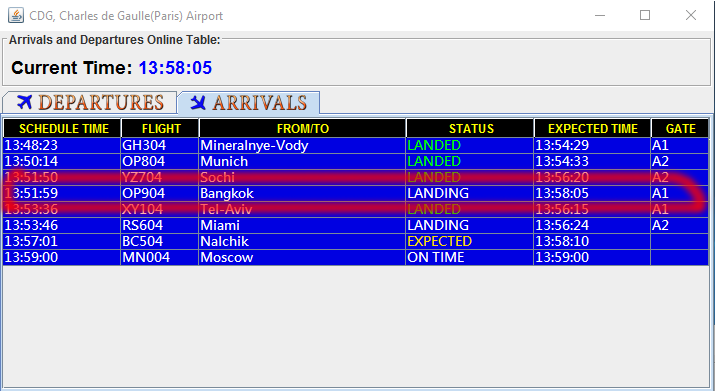 CDG, Charles de Gaulle(Paris) Airport
Arrivals and Departures Online Table:
Current Time: 13:58:05
DEPARTURES ARRIVALS
SCHEDULE TIME FLIGHT FROM/TO STATUS EXPECTED TIME GATE
13:48:23 GH304 Mineralnye-Vody LANDED 13:54:29 A1
13:50:14 OP804 Munich LANDED 13:54:33 A2
13:51:50 YZ704 Sochi LANDED 13:56:20 A2
13:51:59 OP904 Bangkok LANDING 13:58:05 A1
13:53:36 XY104 Tel-Aviv LANDED 13:56:15 A1
13:53:46 RS604 Miami LANDING 13:56:24 A2
13:57:01 BC504 Nalchik EXPECTED 13:58:10
13:59:00 MN004 Moscow ON TIME 13:59:00